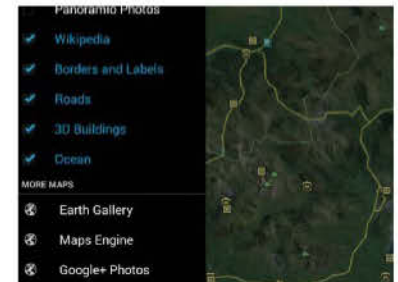 Panoramio Photos
Wikipedia
Borders and Labels
Roads
3D Buildings
Ocean
MORE MAPS
Earth Gallery
Maps Engine
Google+ Photos